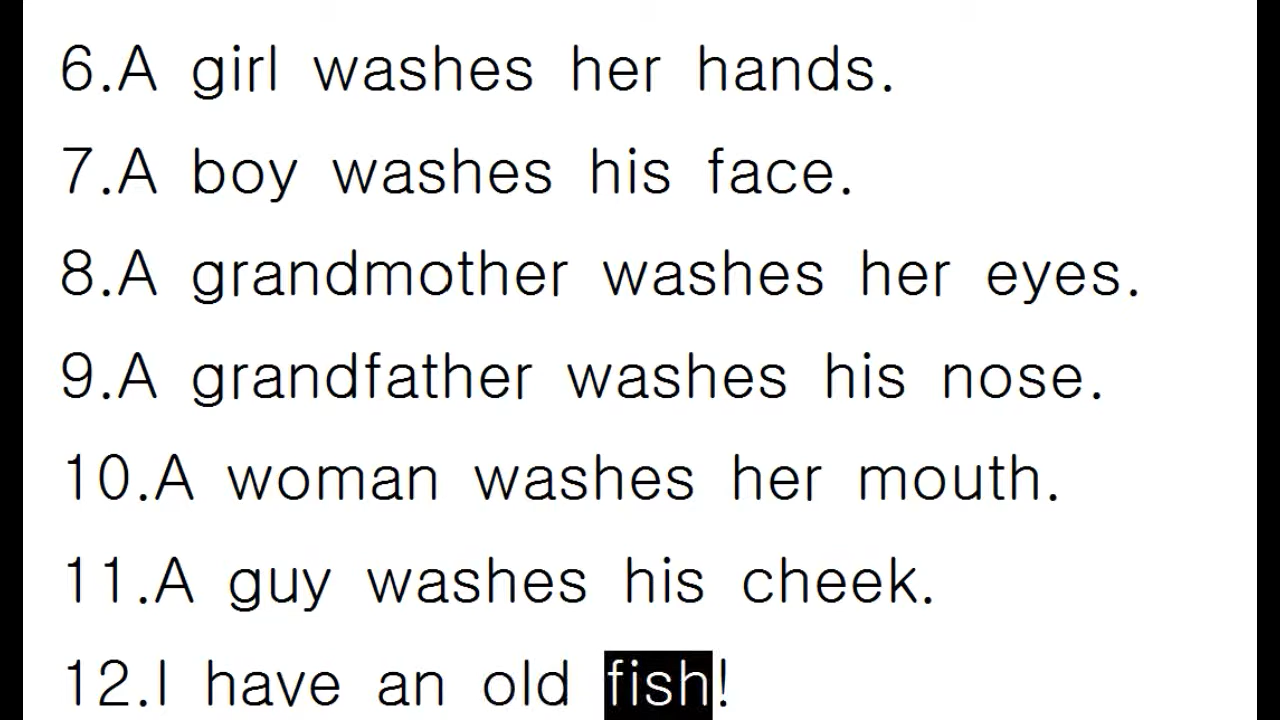 6.A girl washes her hands.
7.A boy washes his face.
8.A grandmother washes her eyes.
9.A grandfather washes his nose.
10.A woman washes her mouth.
11.A guy washes his cheek.
12.I have an old fish!